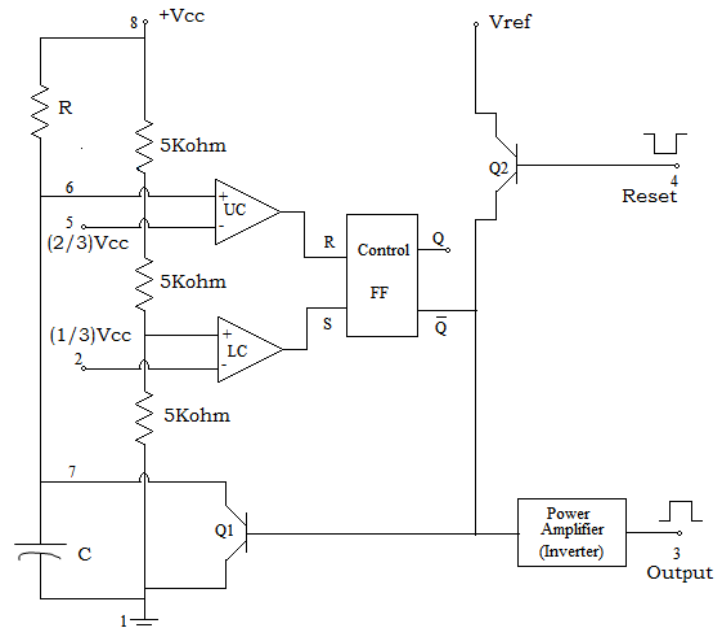 8
+Vcc
Vref
R
5Kohm
6
+
UC
-
5
(2/3)Vcc
R
Control
FF
Q
Q2
4
Reset
5Kohm
(1/3)Vcc
+
LC
-
2
S
Q̅
5Kohm
7
Q1
C
Power
Amplifier
(Inverter)
3
Output
1